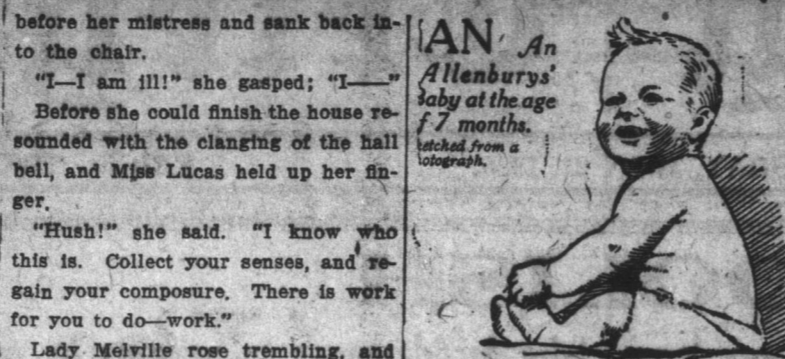 before her mistress and sank back in-
to the chair.
"I—I am ill!" she gasped; "I——"
Before she could finish the house re-
sounded with the clanging of the hall
bell, and Miss Lucas held up her fin-
ger.
"Hush!" she said. "I know who
this is. Collect your senses, and re-
gain your composure. There is work
for you to do—work."
Lady Melville rose trembling, and
AN An
Allenburys'
Baby at the age
f 7 months.
etched from a
otograph.